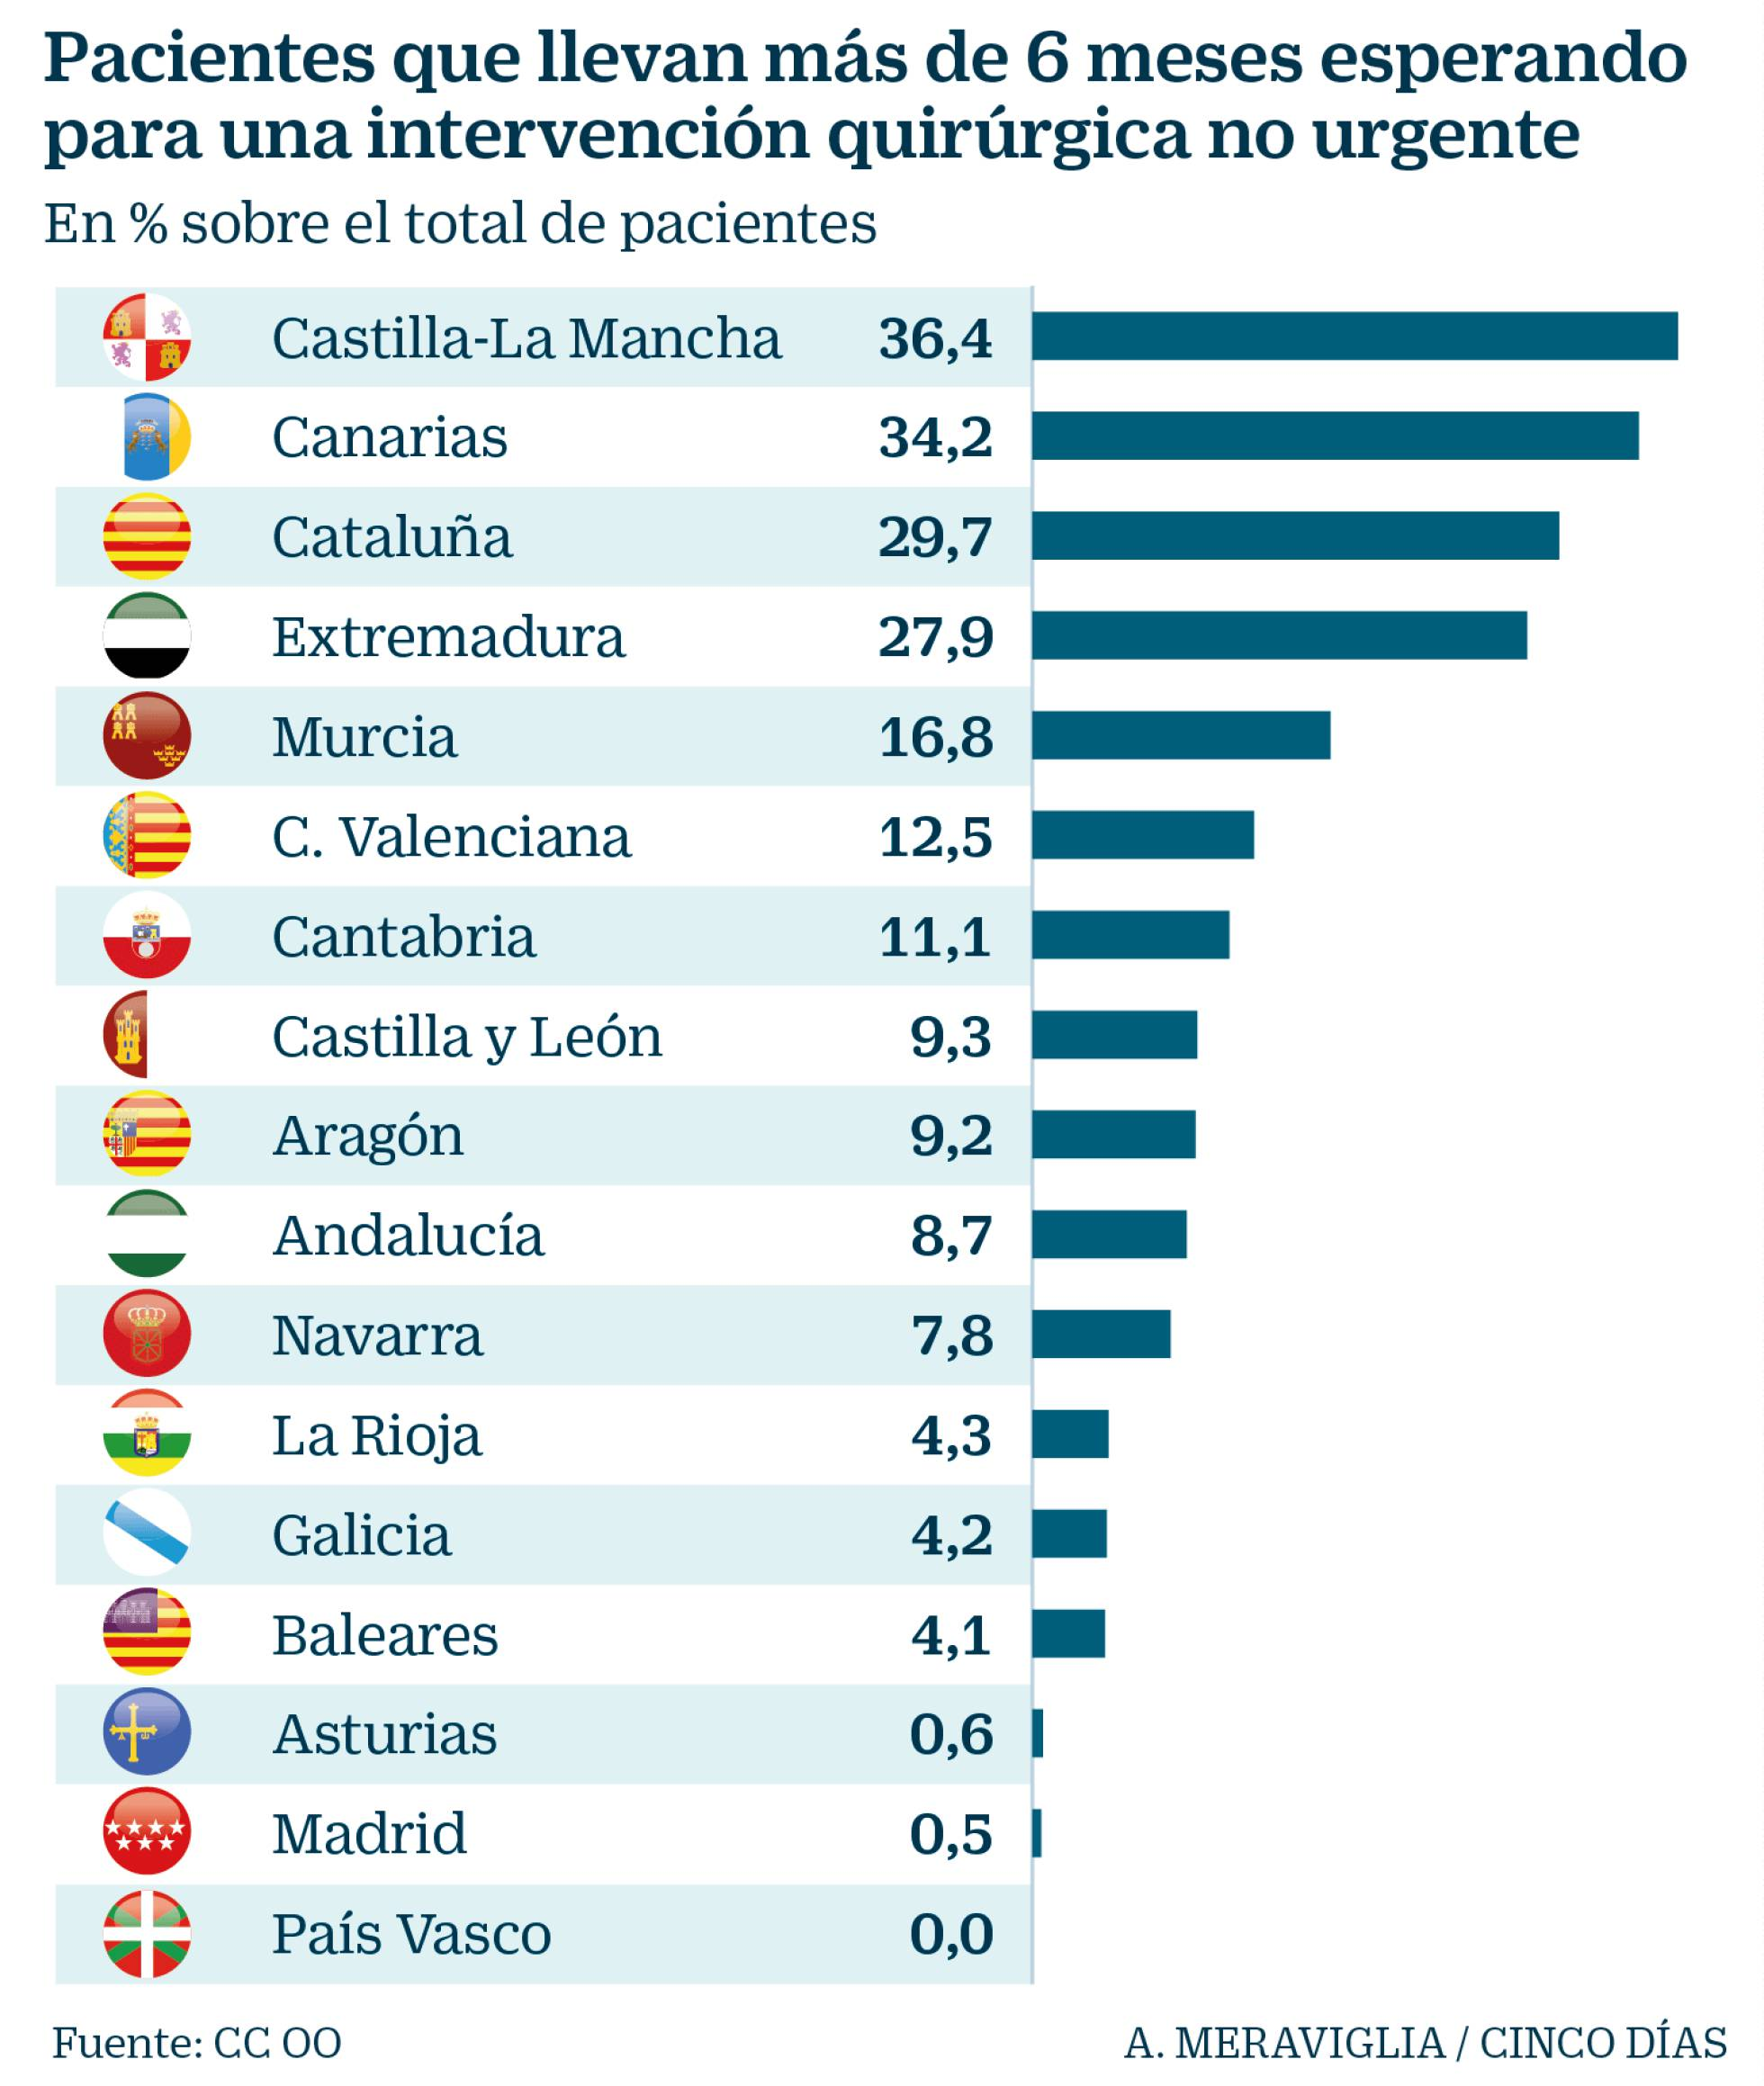 Pacientes que llevan más de 6 meses esperando
para una intervención quirúrgica no urgente
En % sobre el total de pacientes
Castilla-La Mancha 36,4
Canarias 34,2
Cataluña 29,7
Extremadura 27,9
Murcia 16,8
C. Valenciana 12,5
Cantabria 11,1
Castilla y León 9,3
Aragón 9,2
Andalucía 8,7
Navarra 7,8
La Rioja 4,3
Galicia 4,2
Baleares 4,1
Asturias 0,6
Madrid 0,5
País Vasco 0,0
Fuente: CC OO A. MERAVIGLIA / CINCO DÍAS